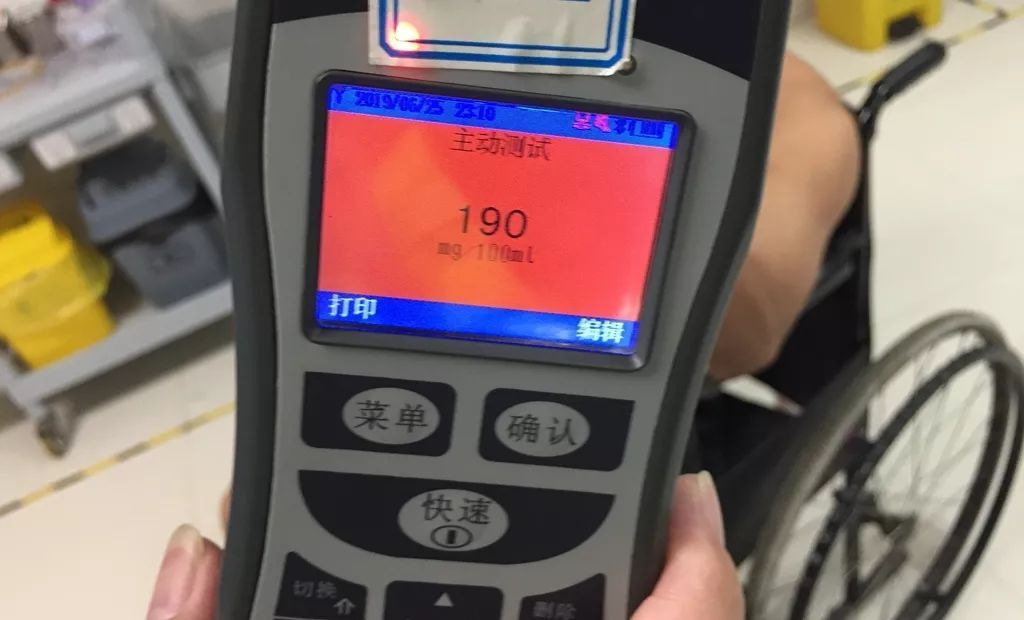 2019/06/25 23:10
主动测试
190
mg/100ml
打印 编辑
菜单 确认
快速
切换 删除